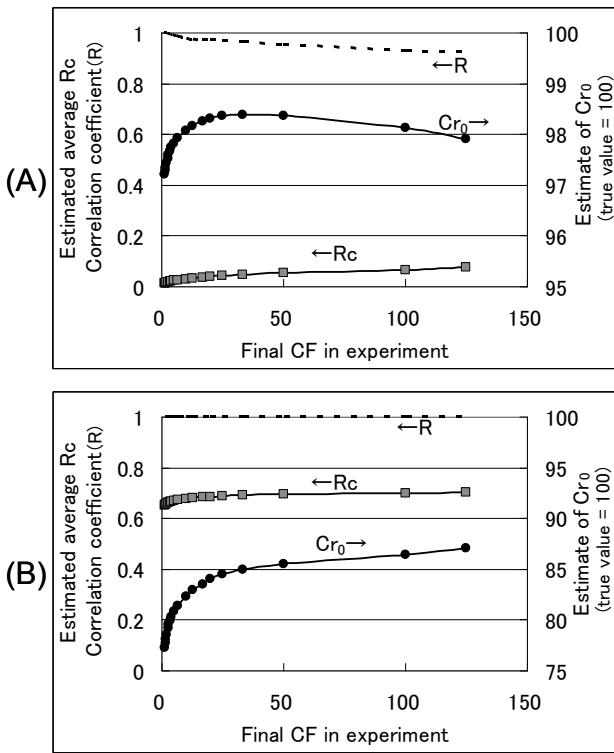 (A)
Estimated average Rc
Correlation coefficient(R)
1
0.8
0.6
0.4
0.2
0
100
99
98
97
96
95
Estimate of Cr₀
(true value = 100)
←R
Cr₀→
←Rc
0
50
100
150
Final CF in experiment
(B)
Estimated average Rc
Correlation coefficient(R)
1
0.8
0.6
0.4
0.2
0
100
95
90
85
80
75
Estimate of Cr₀
(true value = 100)
←R
←Rc
Cr₀→
0
50
100
150
Final CF in experiment